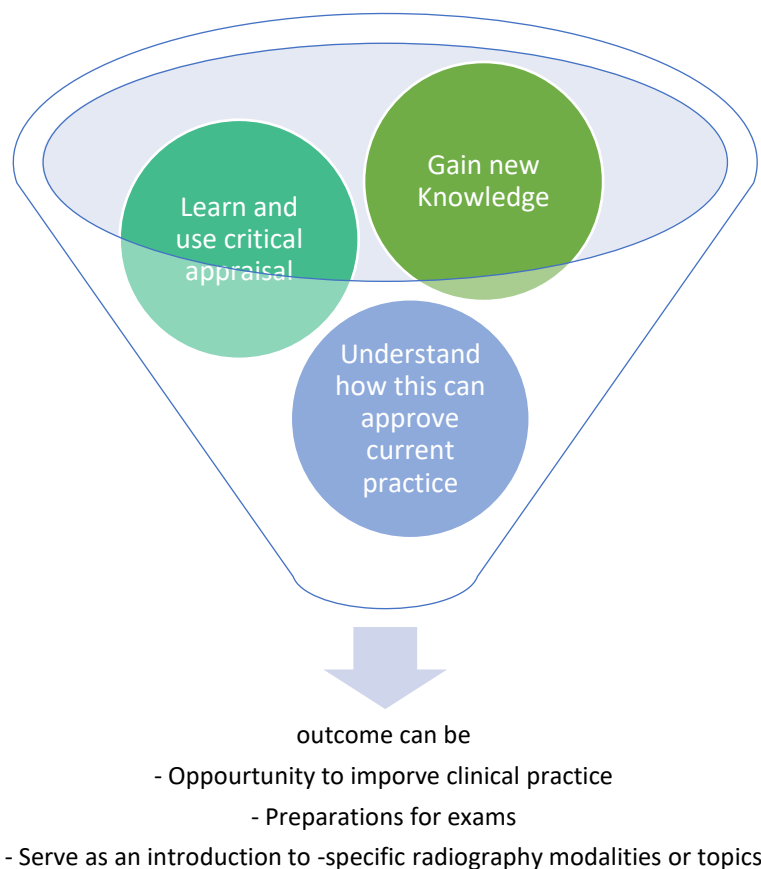 Gain new
Knowledge
Learn and
use critical
appraisal
Understand
how this can
approve
current
practice
outcome can be
- Oppourtunity to imporve clinical practice
- Preparations for exams
- Serve as an introduction to -specific radiography modalities or topics